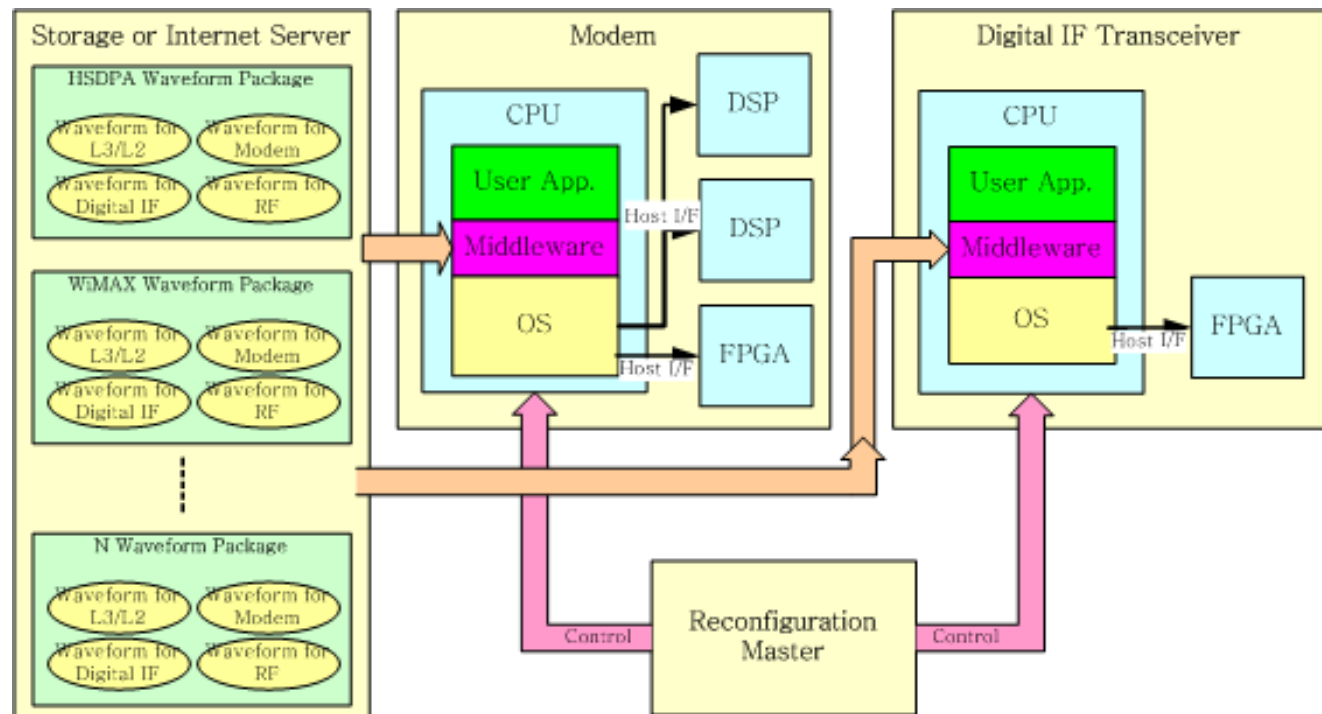 Storage or Internet Server
HSDPA Waveform Package
Waveform for
L3/L2
Waveform for
Modem
Waveform for
Digital IF
Waveform for
RF
WiMAX Waveform Package
Waveform for
L3/L2
Waveform for
Modem
Waveform for
Digital IF
Waveform for
RF
N Waveform Package
Waveform for
L3/L2
Waveform for
Modem
Waveform for
Digital IF
Waveform for
RF
Modem
CPU
User App.
Middleware
OS
Host I/F
Host I/F
DSP
DSP
FPGA
Digital IF Transceiver
CPU
User App.
Middleware
OS
Host I/F
FPGA
Control
Reconfiguration
Master
Control